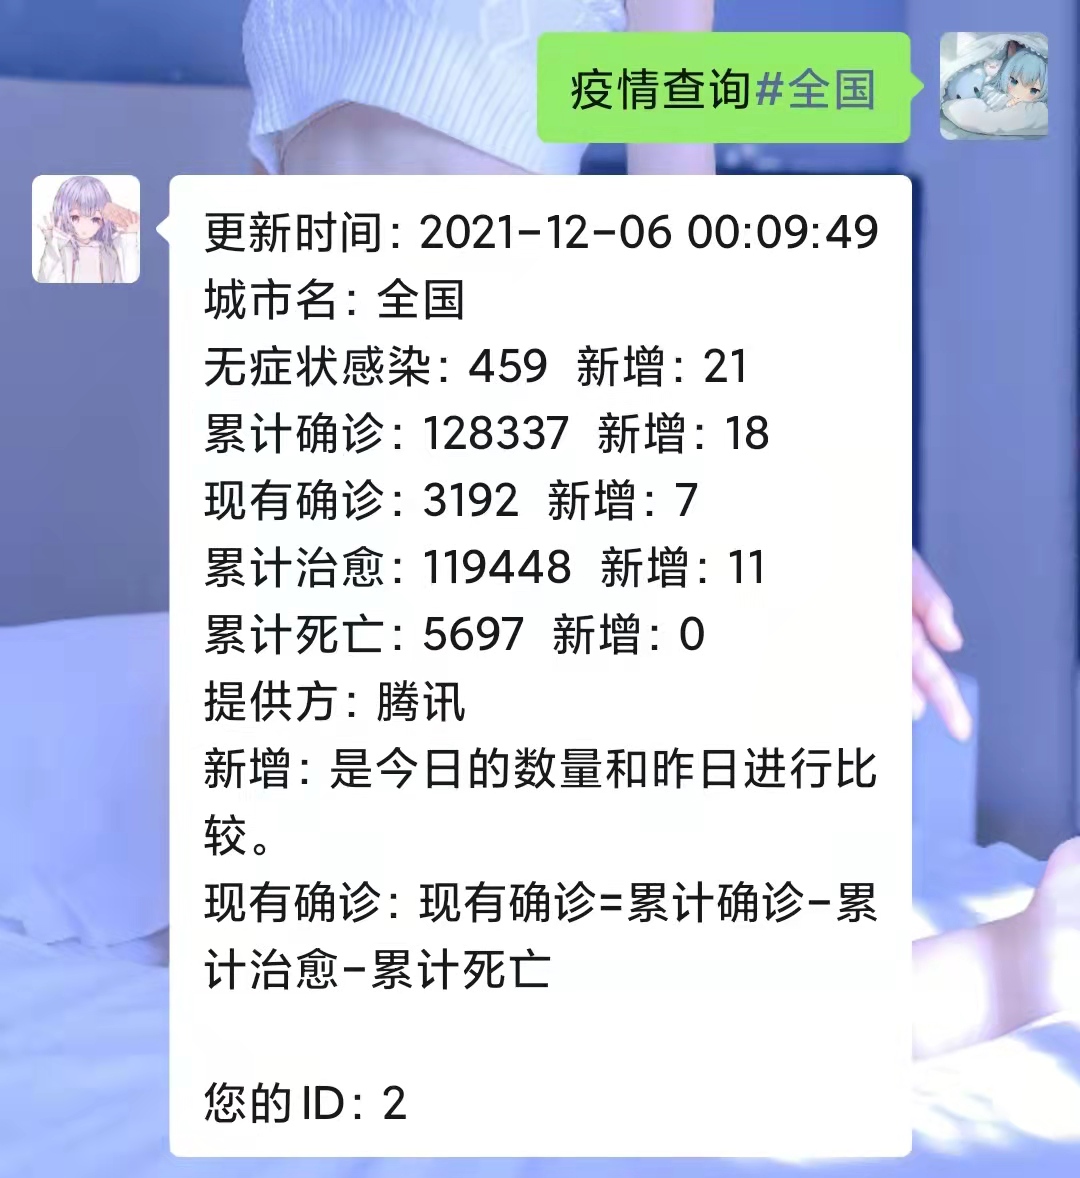 疫情查询#全国
更新时间：2021-12-06 00:09:49
城市名：全国
无症状感染：459 新增：21
累计确诊：128337 新增：18
现有确诊：3192 新增：7
累计治愈：119448 新增：11
累计死亡：5697 新增：0
提供方：腾讯
新增：是今日的数量和昨日进行比
较。
现有确诊：现有确诊=累计确诊-累
计治愈-累计死亡
您的ID：2